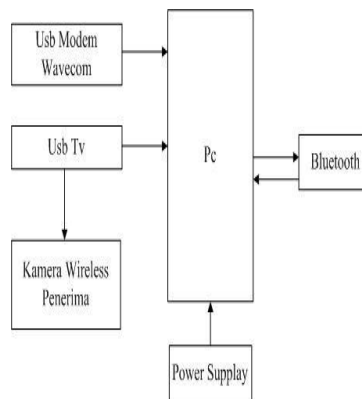 Usb Modem
Wavecom
Usb Tv
Pc
Bluetooth
Kamera Wireless
Penerima
Power Supplay